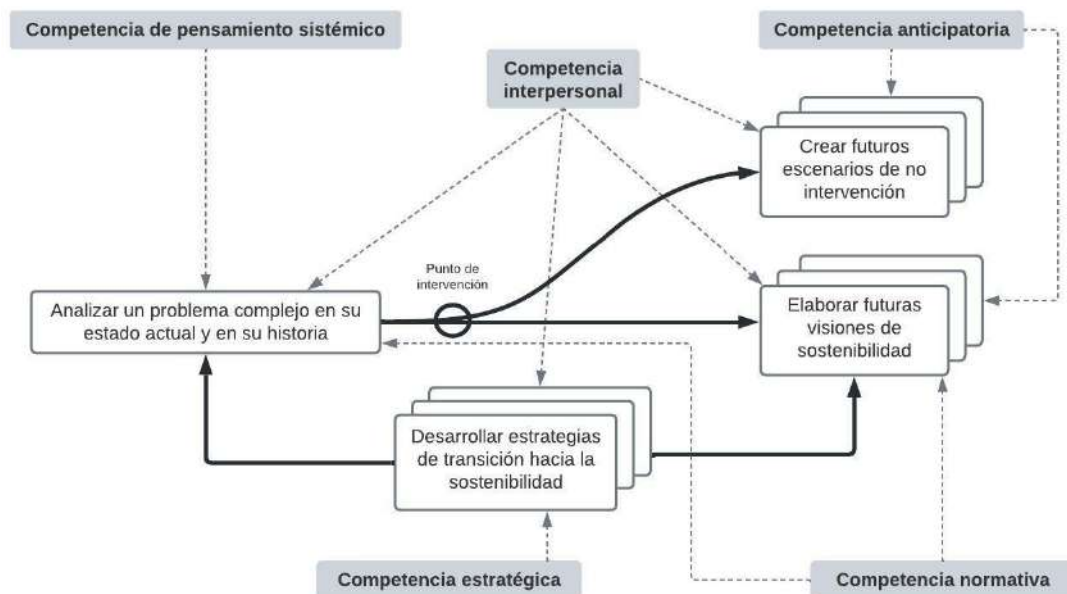 Competencia de pensamiento sistémico
Competencia anticipatoria
Competencia
interpersonal
Crear futuros
escenarios de no
intervención
Punto de
intervención
Analizar un problema complejo en su
estado actual y en su historia
Elaborar futuras
visiones de
sostenibilidad
Desarrollar estrategias
de transición hacia la
sostenibilidad
Competencia estratégica
Competencia normativa